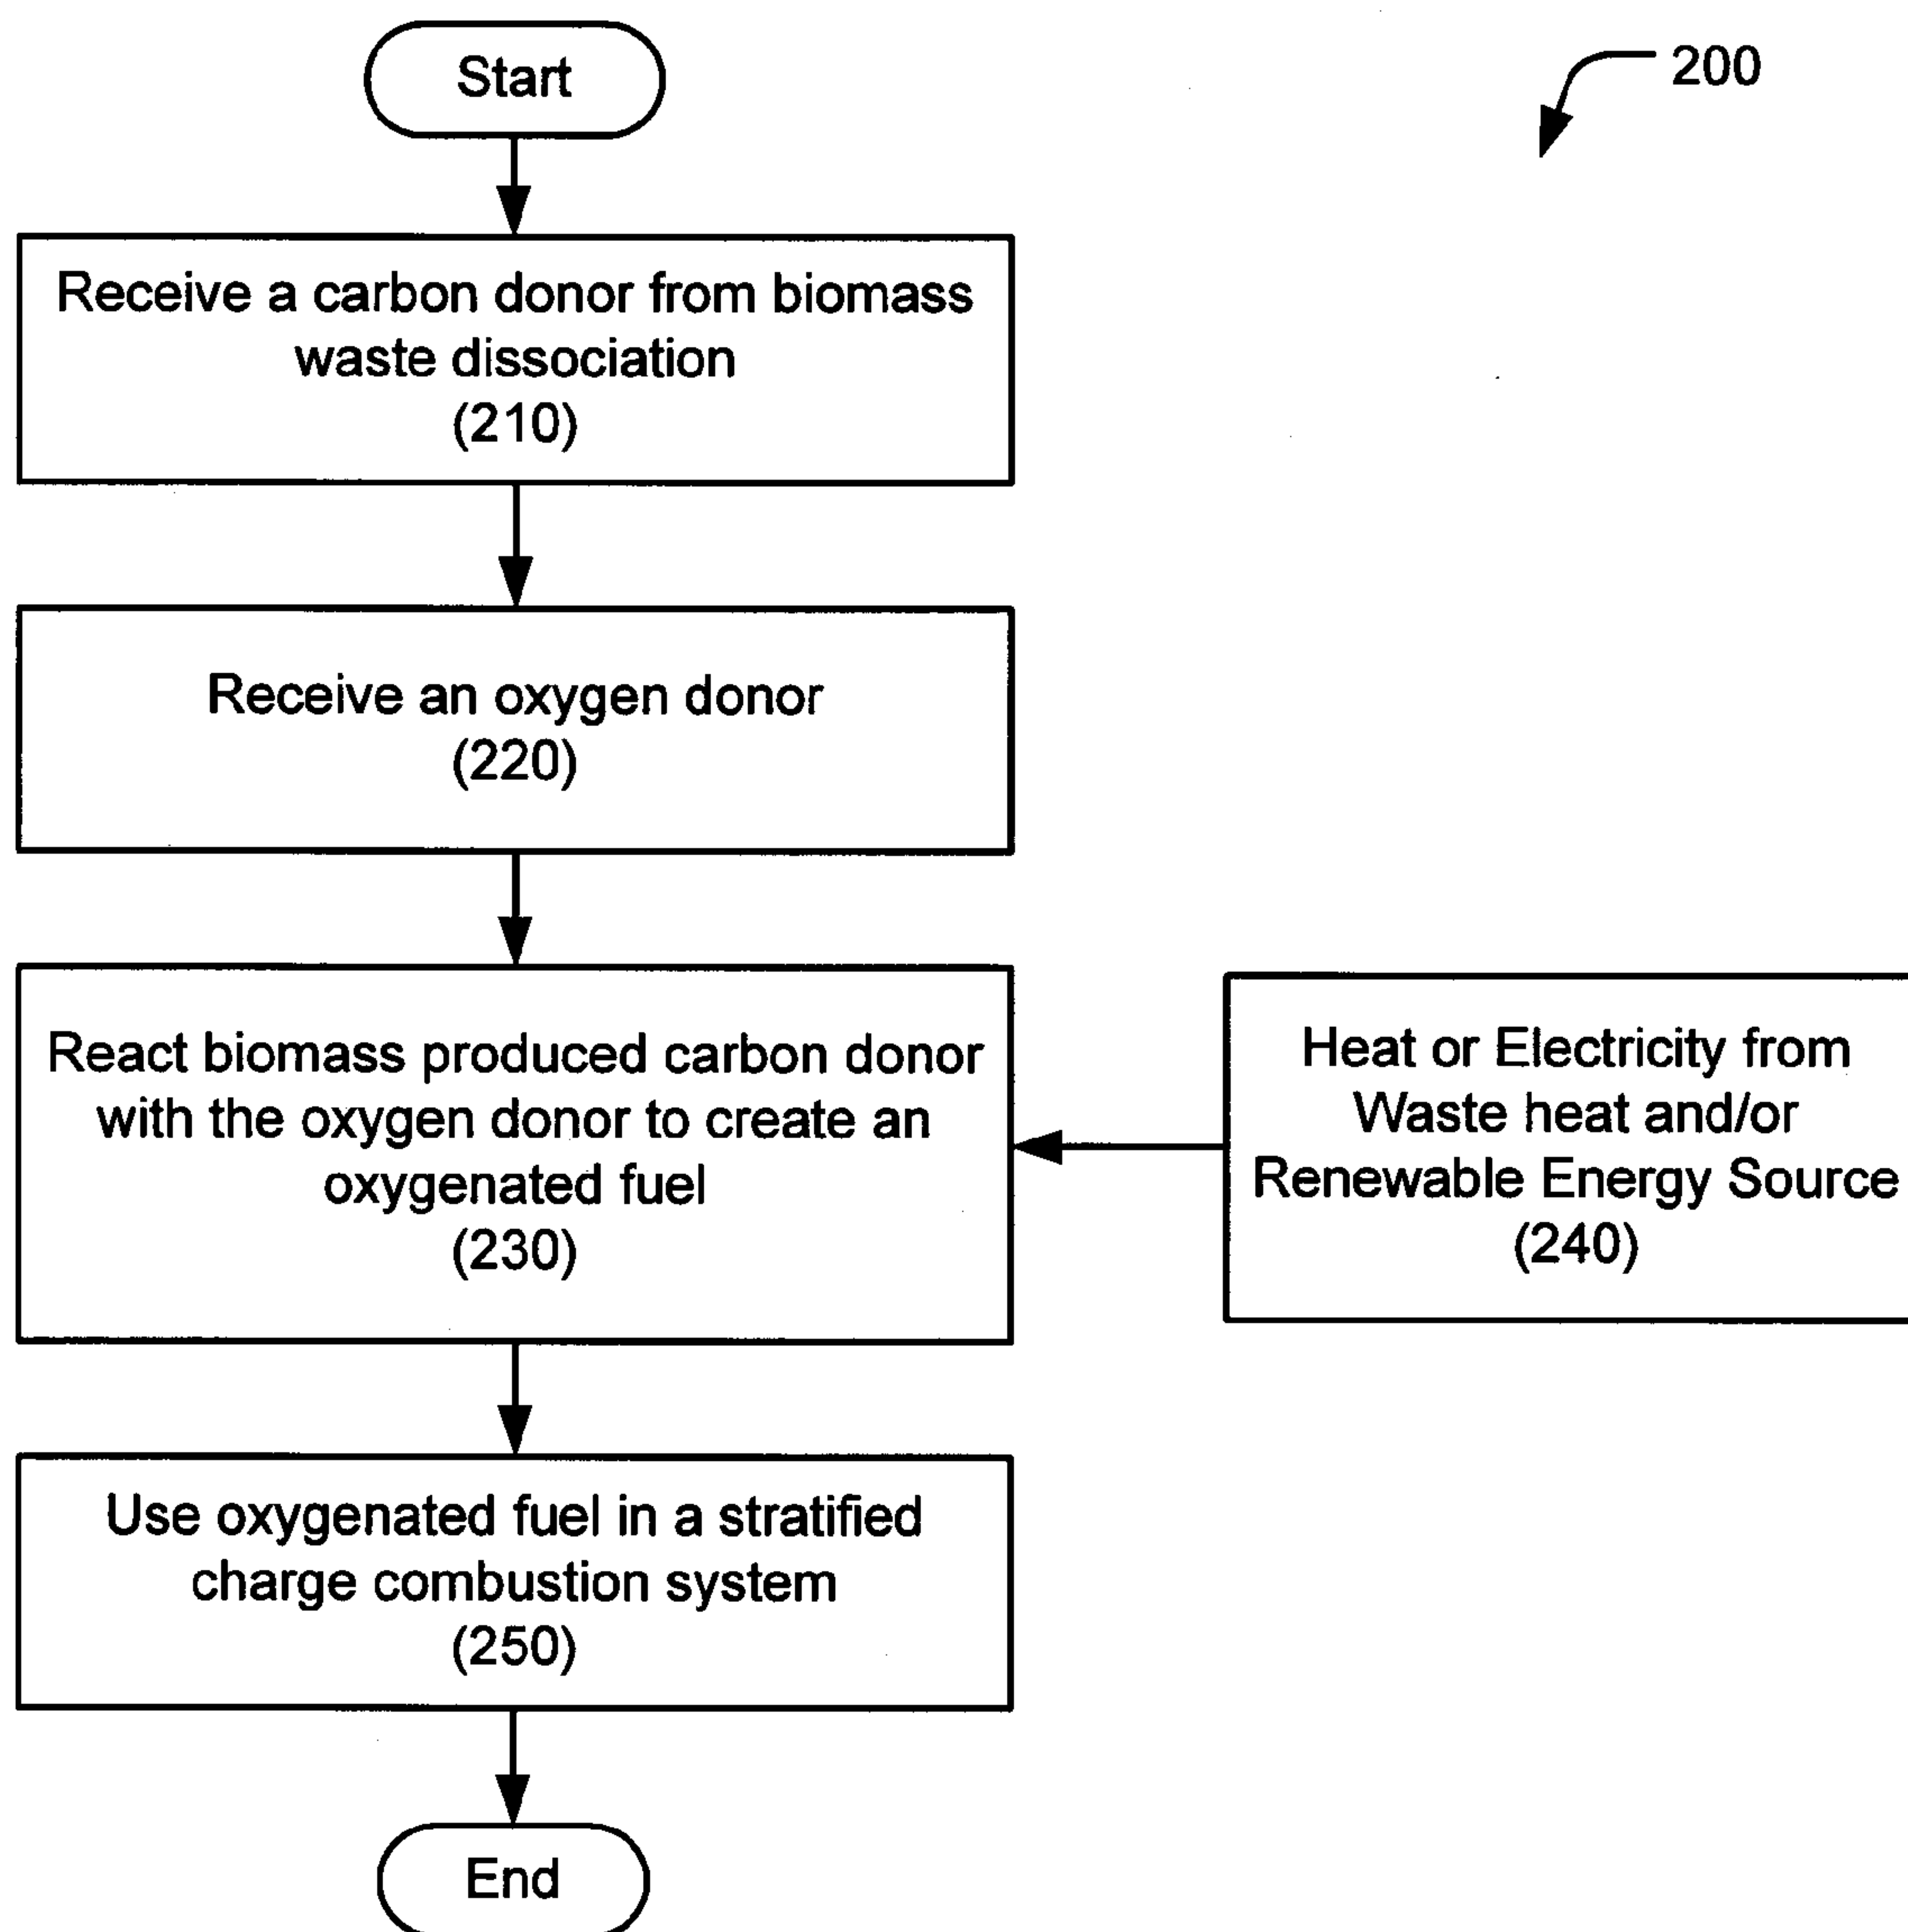 Start
200
Receive a carbon donor from biomass
waste dissociation
(210)
Receive an oxygen donor
(220)
React biomass produced carbon donor
with the oxygen donor to create an
oxygenated fuel
(230)
Heat or Electricity from
Waste heat and/or
Renewable Energy Source
(240)
Use oxygenated fuel in a stratified
charge combustion system
(250)
End